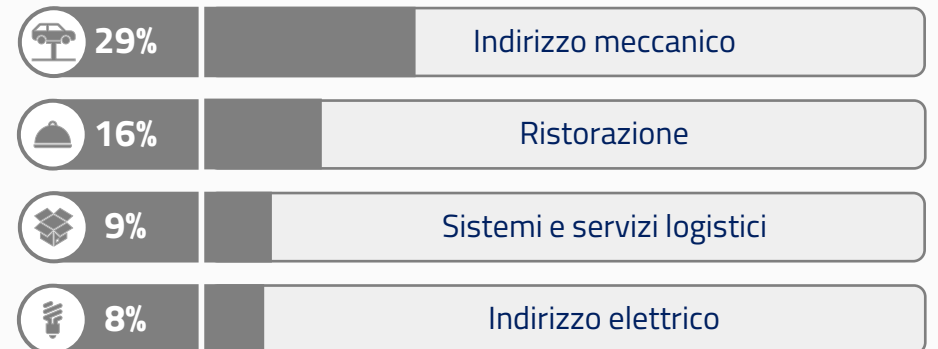 29% Indirizzo meccanico
16% Ristorazione
9% Sistemi e servizi logistici
8% Indirizzo elettrico